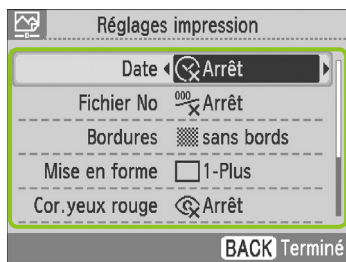 Réglages impression
Date Arrêt
Fichier No 000 Arrêt
Bordures sans bords
Mise en forme 1-Plus
Cor.yeux rouge Arrêt
BACK Terminé